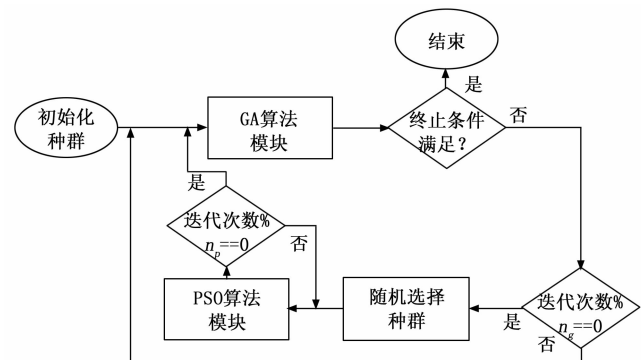 结束
是
初始化
种群
GA算法
模块
终止条件
满足?
否
是
迭代次数%
n_p==0
否
PSO算法
模块
随机选择
种群
是
迭代次数%
n_g==0
否